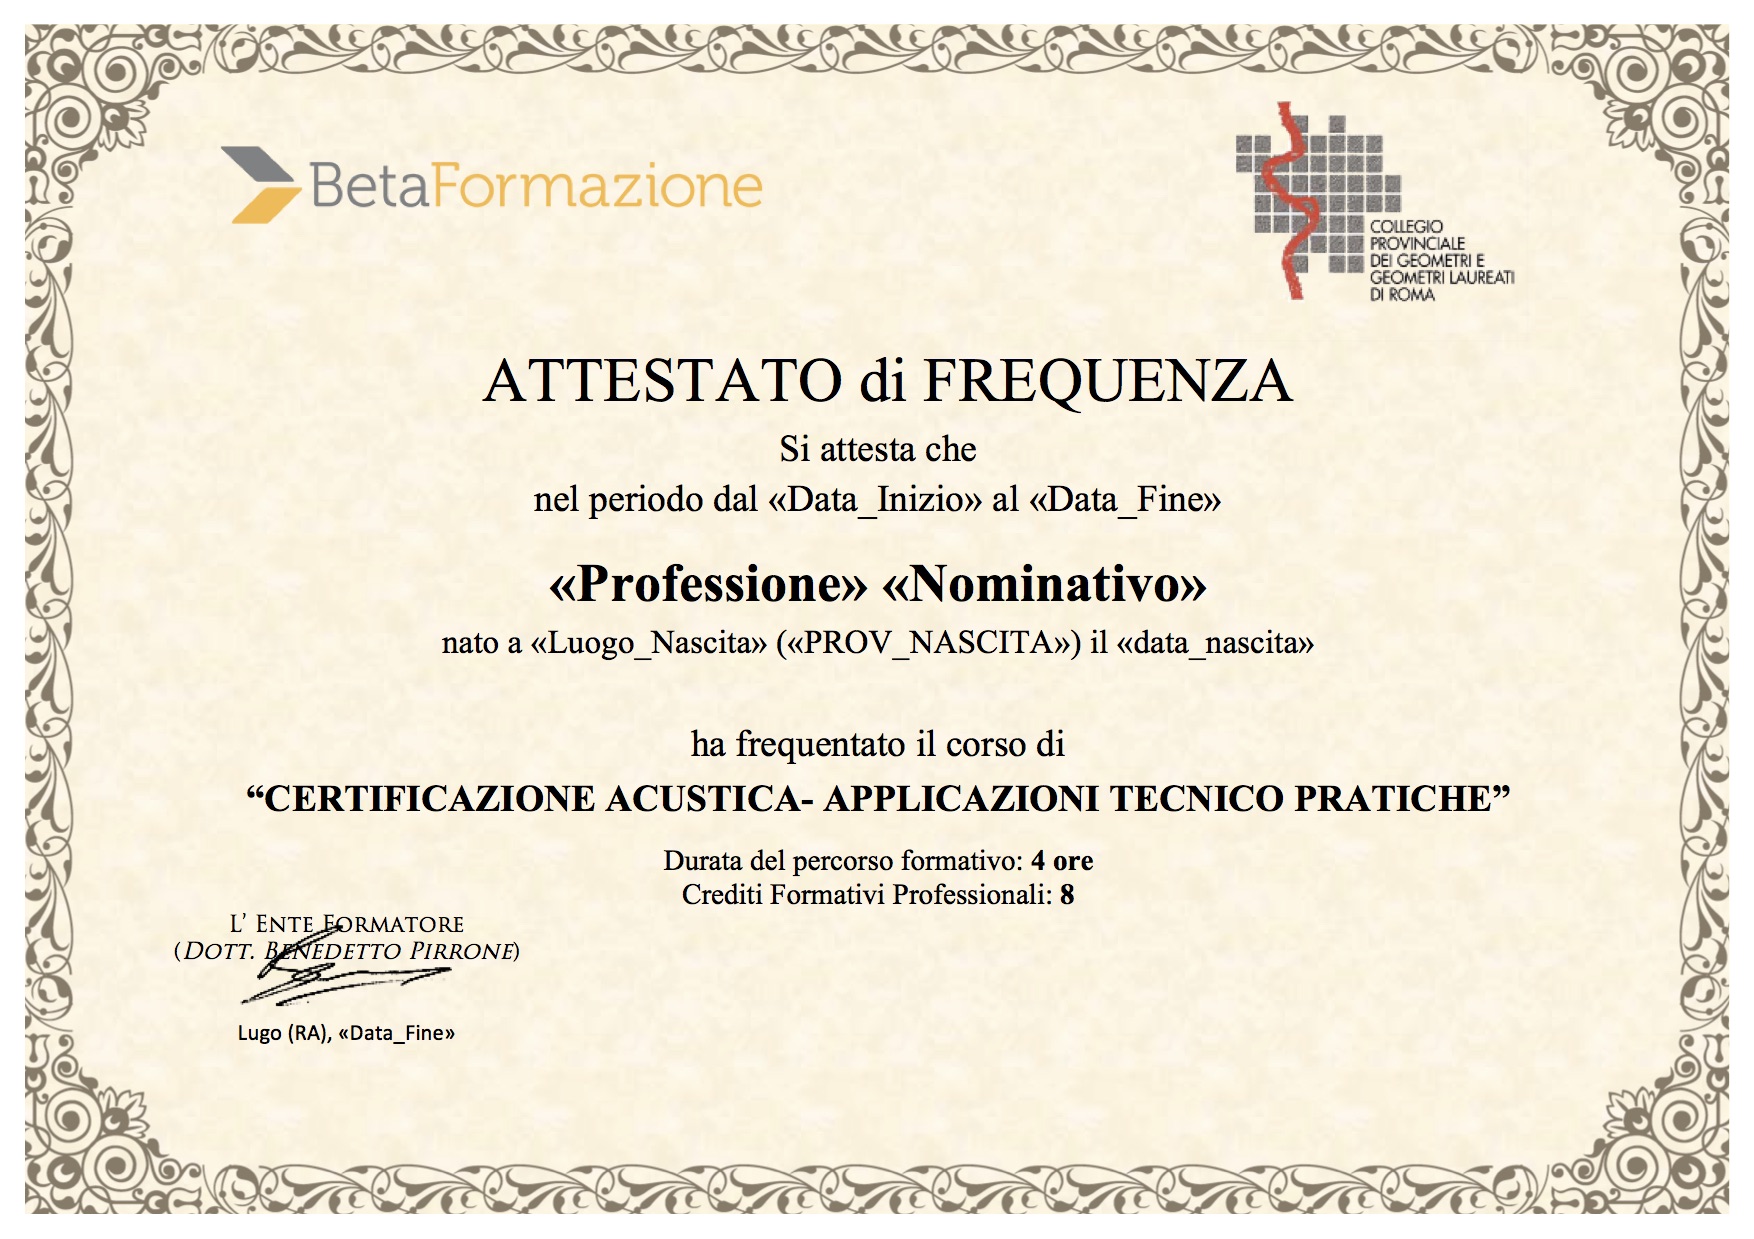 BetaFormazione
COLLEGIO
PROVINCIALE
DEI GEOMETRI E
GEOMETRI LAUREATI
DI ROMA
ATTESTATO di FREQUENZA
Si attesta che
nel periodo dal «Data_Inizio» al «Data_Fine»
«Professione» «Nominativo»
nato a «Luogo_Nascita» («PROV_NASCITA») il «data_nascita»
ha frequentato il corso di
“CERTIFICAZIONE ACUSTICA- APPLICAZIONI TECNICO PRATICHE”
Durata del percorso formativo: 4 ore
Crediti Formativi Professionali: 8
L’ ENTE FORMATORE
(DOTT. BENEDETTO PIRRONE)
Lugo (RA), «Data_Fine»